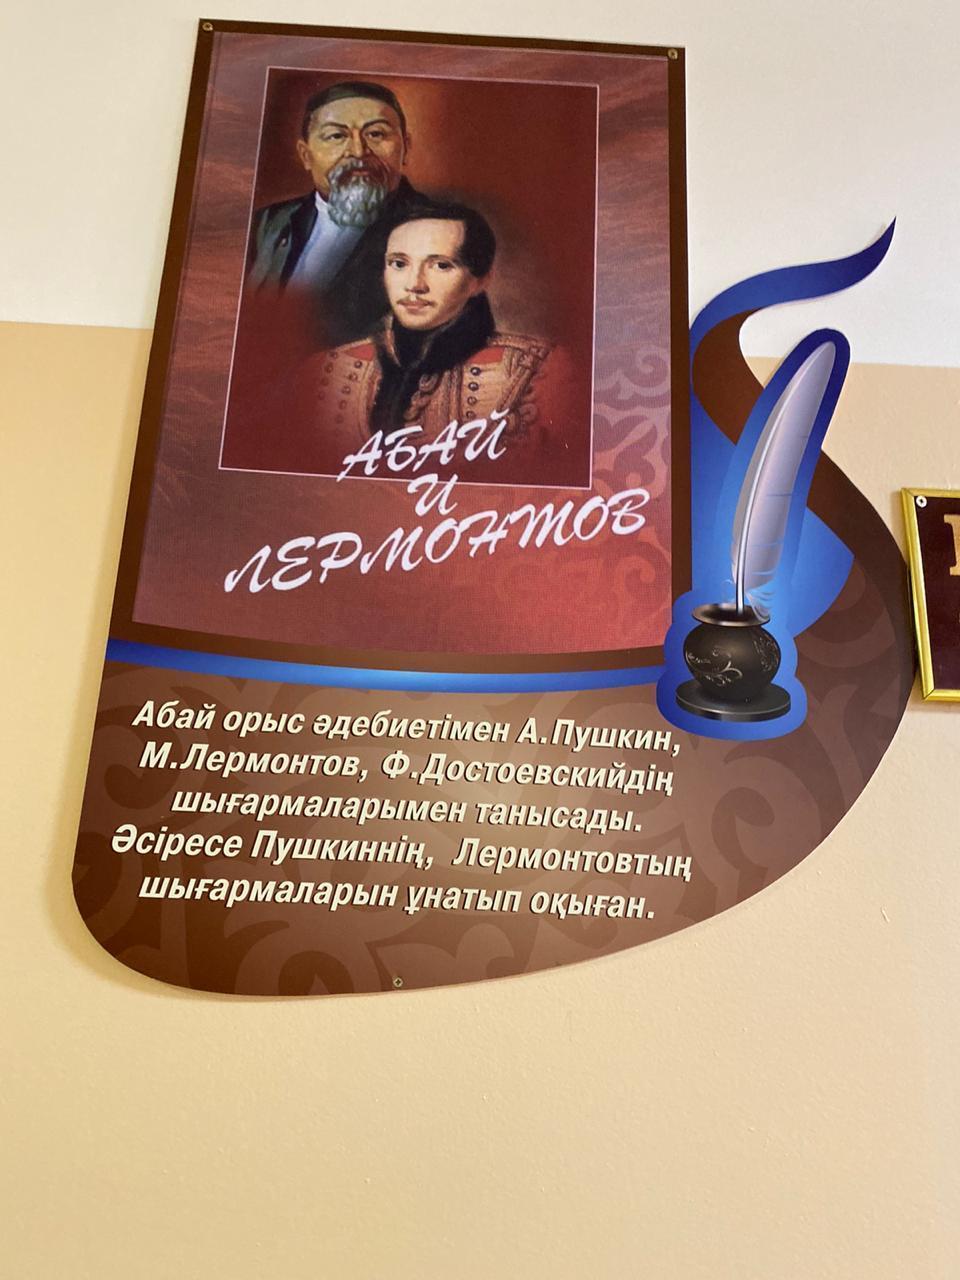 АБАЙ
И
ЛЕРМОНТОВ
Абай орыс әдебиетімен А.Пушкин,
М.Лермонтов, Ф.Достоевскийдің
шығармаларымен танысады.
Әсіресе Пушкиннің, Лермонтовтың
шығармаларын ұнатып оқыған.